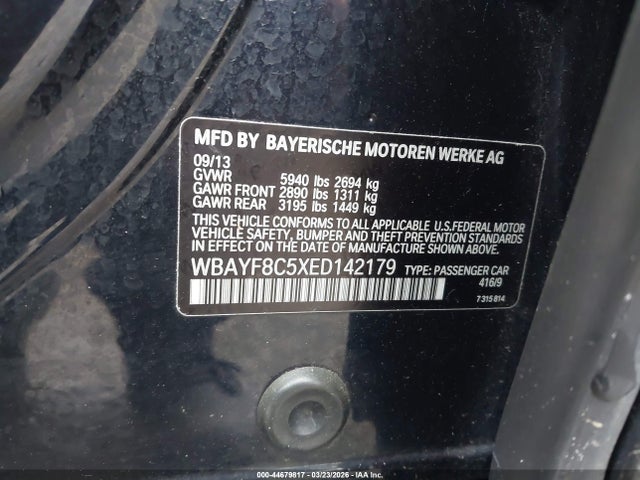 MFD BY BAYERISCHE MOTOREN WERKE AG
09/13
GVWR 5940 lbs 2694 kg
GAWR FRONT 2890 lbs 1311 kg
GAWR REAR 3195 lbs 1449 kg
THIS VEHICLE CONFORMS TO ALL APPLICABLE U.S.FEDERAL MOTOR
VEHICLE SAFETY, BUMPER AND THEFT PREVENTION STANDARDS
IN EFFECT ON THE DATE OF MANUFACTURE SHOWN ABOVE.
WBAYF8C5XED142179 TYPE: PASSENGER CAR
416/9
7 315 814
000-44679817 - 03/23/2026 - IAA Inc.